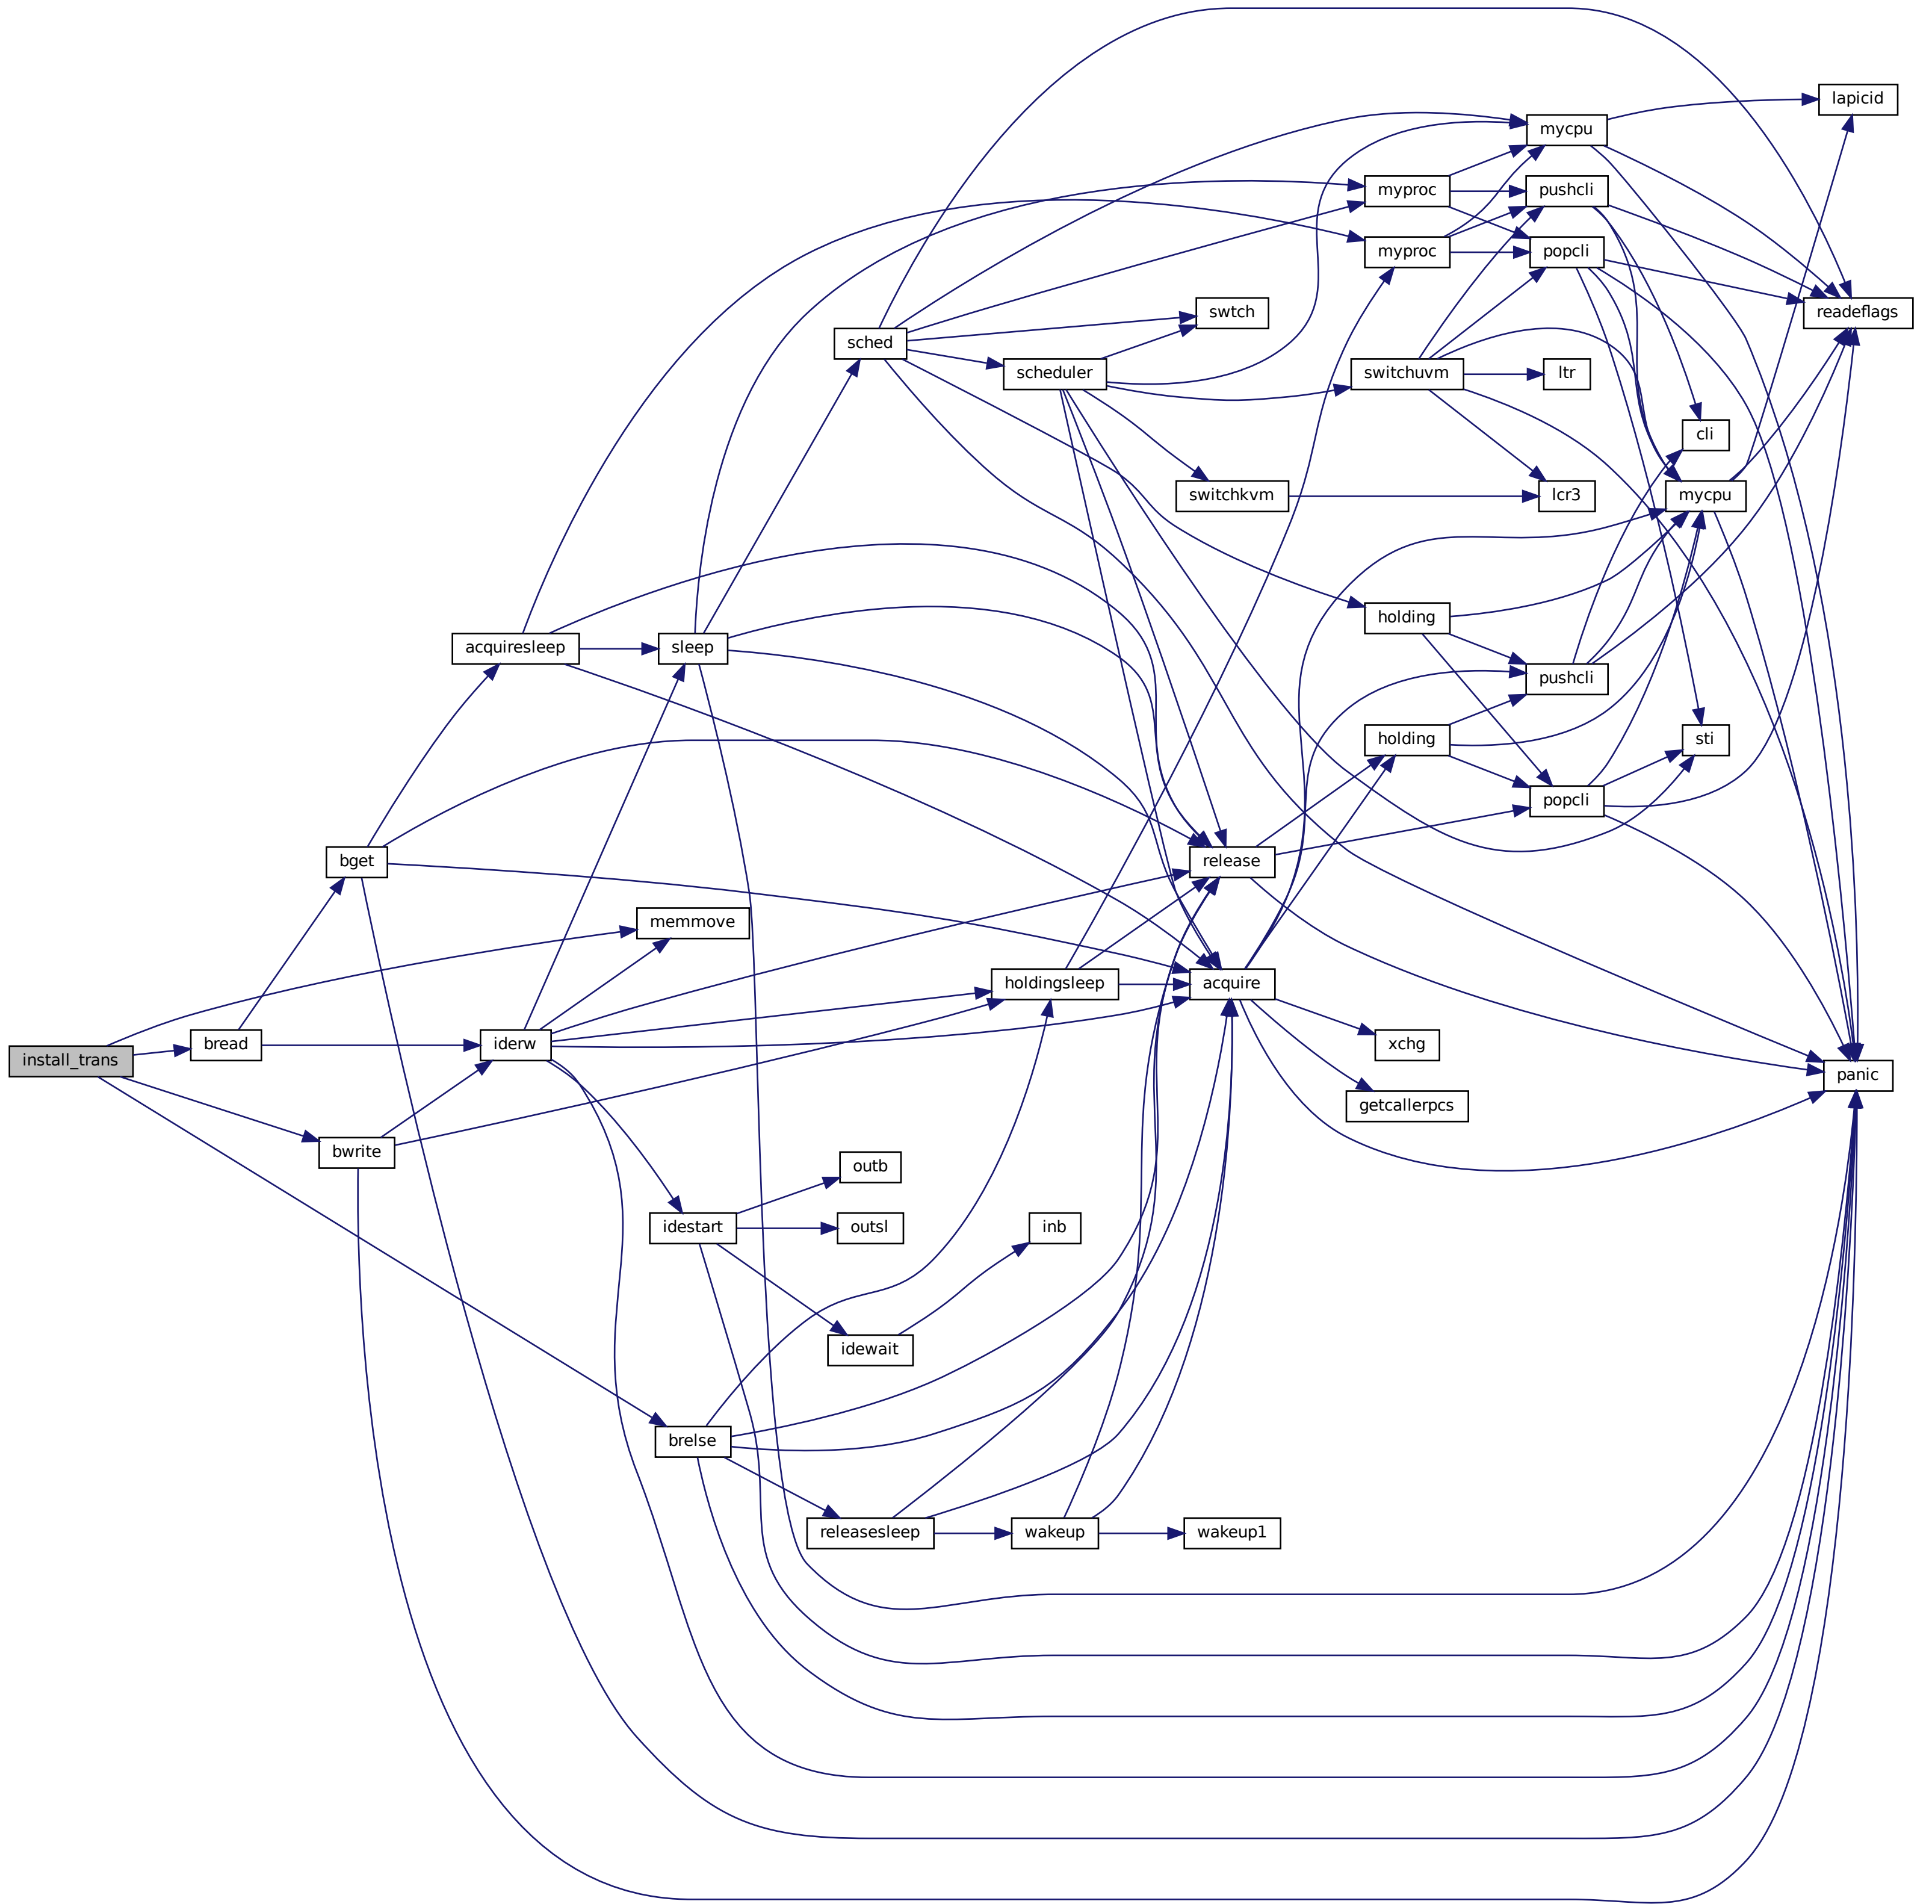 lapicid
mycpu
myproc
pushcli
myproc
popcli
swtch
readeflags
sched
scheduler
switchuvm
ltr
cli
switchkvm
lcr3
mycpu
holding
acquiresleep
sleep
pushcli
holding
sti
popcli
bget
release
memmove
holdingsleep
acquire
bread
iderw
xchg
install_trans
panic
getcallerpcs
bwrite
outb
idestart
outsl
inb
idewait
brelse
releasesleep
wakeup
wakeup1